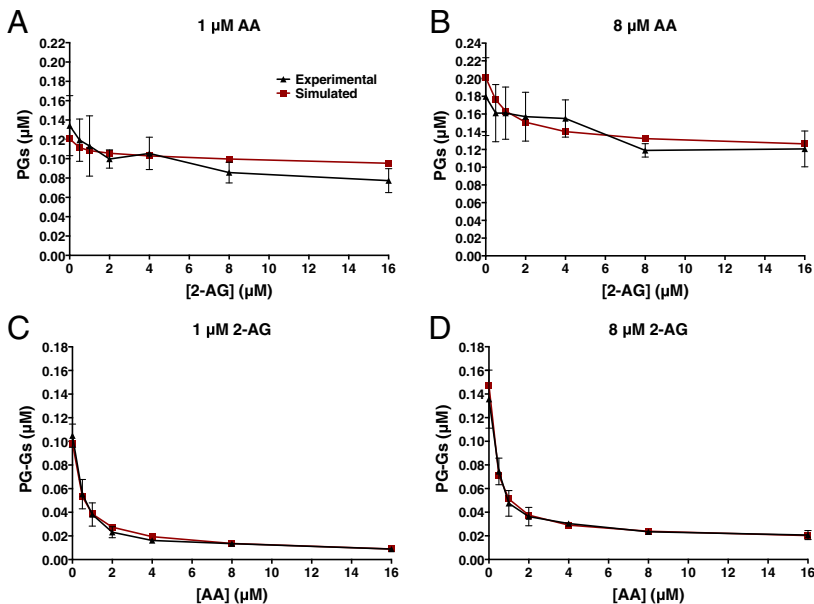 A
1 µM AA
PGs (µM)
0.20
0.18
0.16
0.14
0.12
0.10
0.08
0.06
0.04
0.02
0.00
Experimental
Simulated
0 2 4 6 8 10 12 14 16
[2-AG] (µM)
B
8 µM AA
PGs (µM)
0.24
0.22
0.20
0.18
0.16
0.14
0.12
0.10
0.08
0.06
0.04
0.02
0.00
0 2 4 6 8 10 12 14 16
[2-AG] (µM)
C
1 µM 2-AG
PG-Gs (µM)
0.18
0.16
0.14
0.12
0.10
0.08
0.06
0.04
0.02
0.00
0 2 4 6 8 10 12 14 16
[AA] (µM)
D
8 µM 2-AG
PG-Gs (µM)
0.18
0.16
0.14
0.12
0.10
0.08
0.06
0.04
0.02
0.00
0 2 4 6 8 10 12 14 16
[AA] (µM)